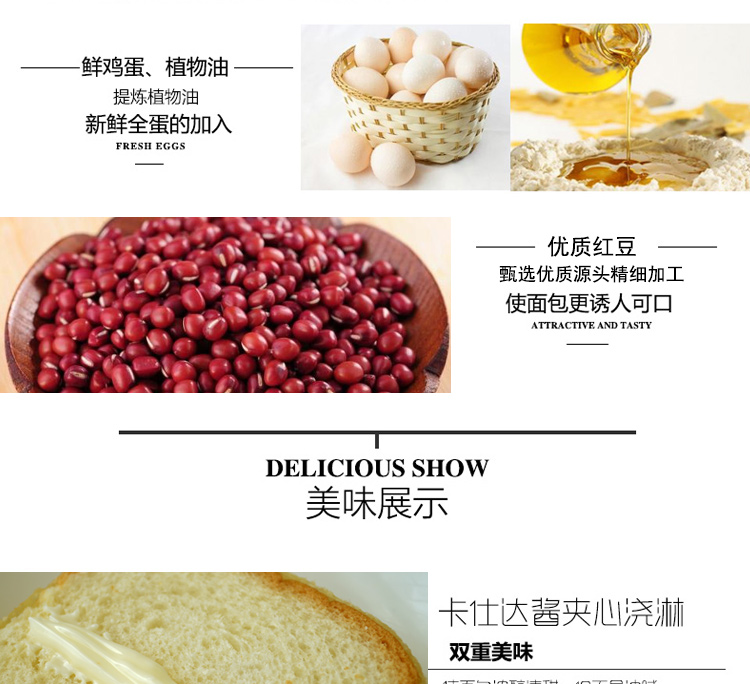 鲜鸡蛋、植物油
提炼植物油
新鲜全蛋的加入
FRESH EGGS
优质红豆
甄选优质源头精细加工
使面包更诱人可口
ATTRACTIVE AND TASTY
DELICIOUS SHOW
美味展示
卡仕达酱夹心浇淋
双重美味